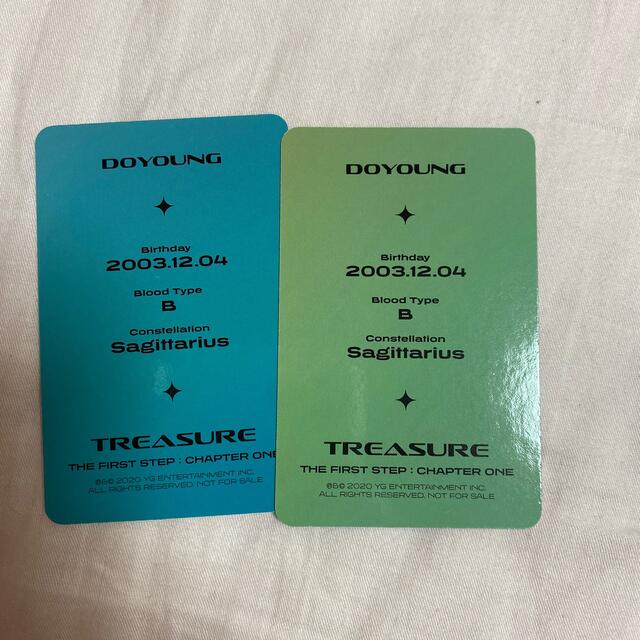 DOYOUNG
Birthday
2003.12.04
Blood Type
B
Constellation
Sagittarius
TREASURE
THE FIRST STEP : CHAPTER ONE
℗&© 2020 YG ENTERTAINMENT INC.
ALL RIGHTS RESERVED. NOT FOR SALE
DOYOUNG
Birthday
2003.12.04
Blood Type
B
Constellation
Sagittarius
TREASURE
THE FIRST STEP : CHAPTER ONE
℗&© 2020 YG ENTERTAINMENT INC.
ALL RIGHTS RESERVED. NOT FOR SALE